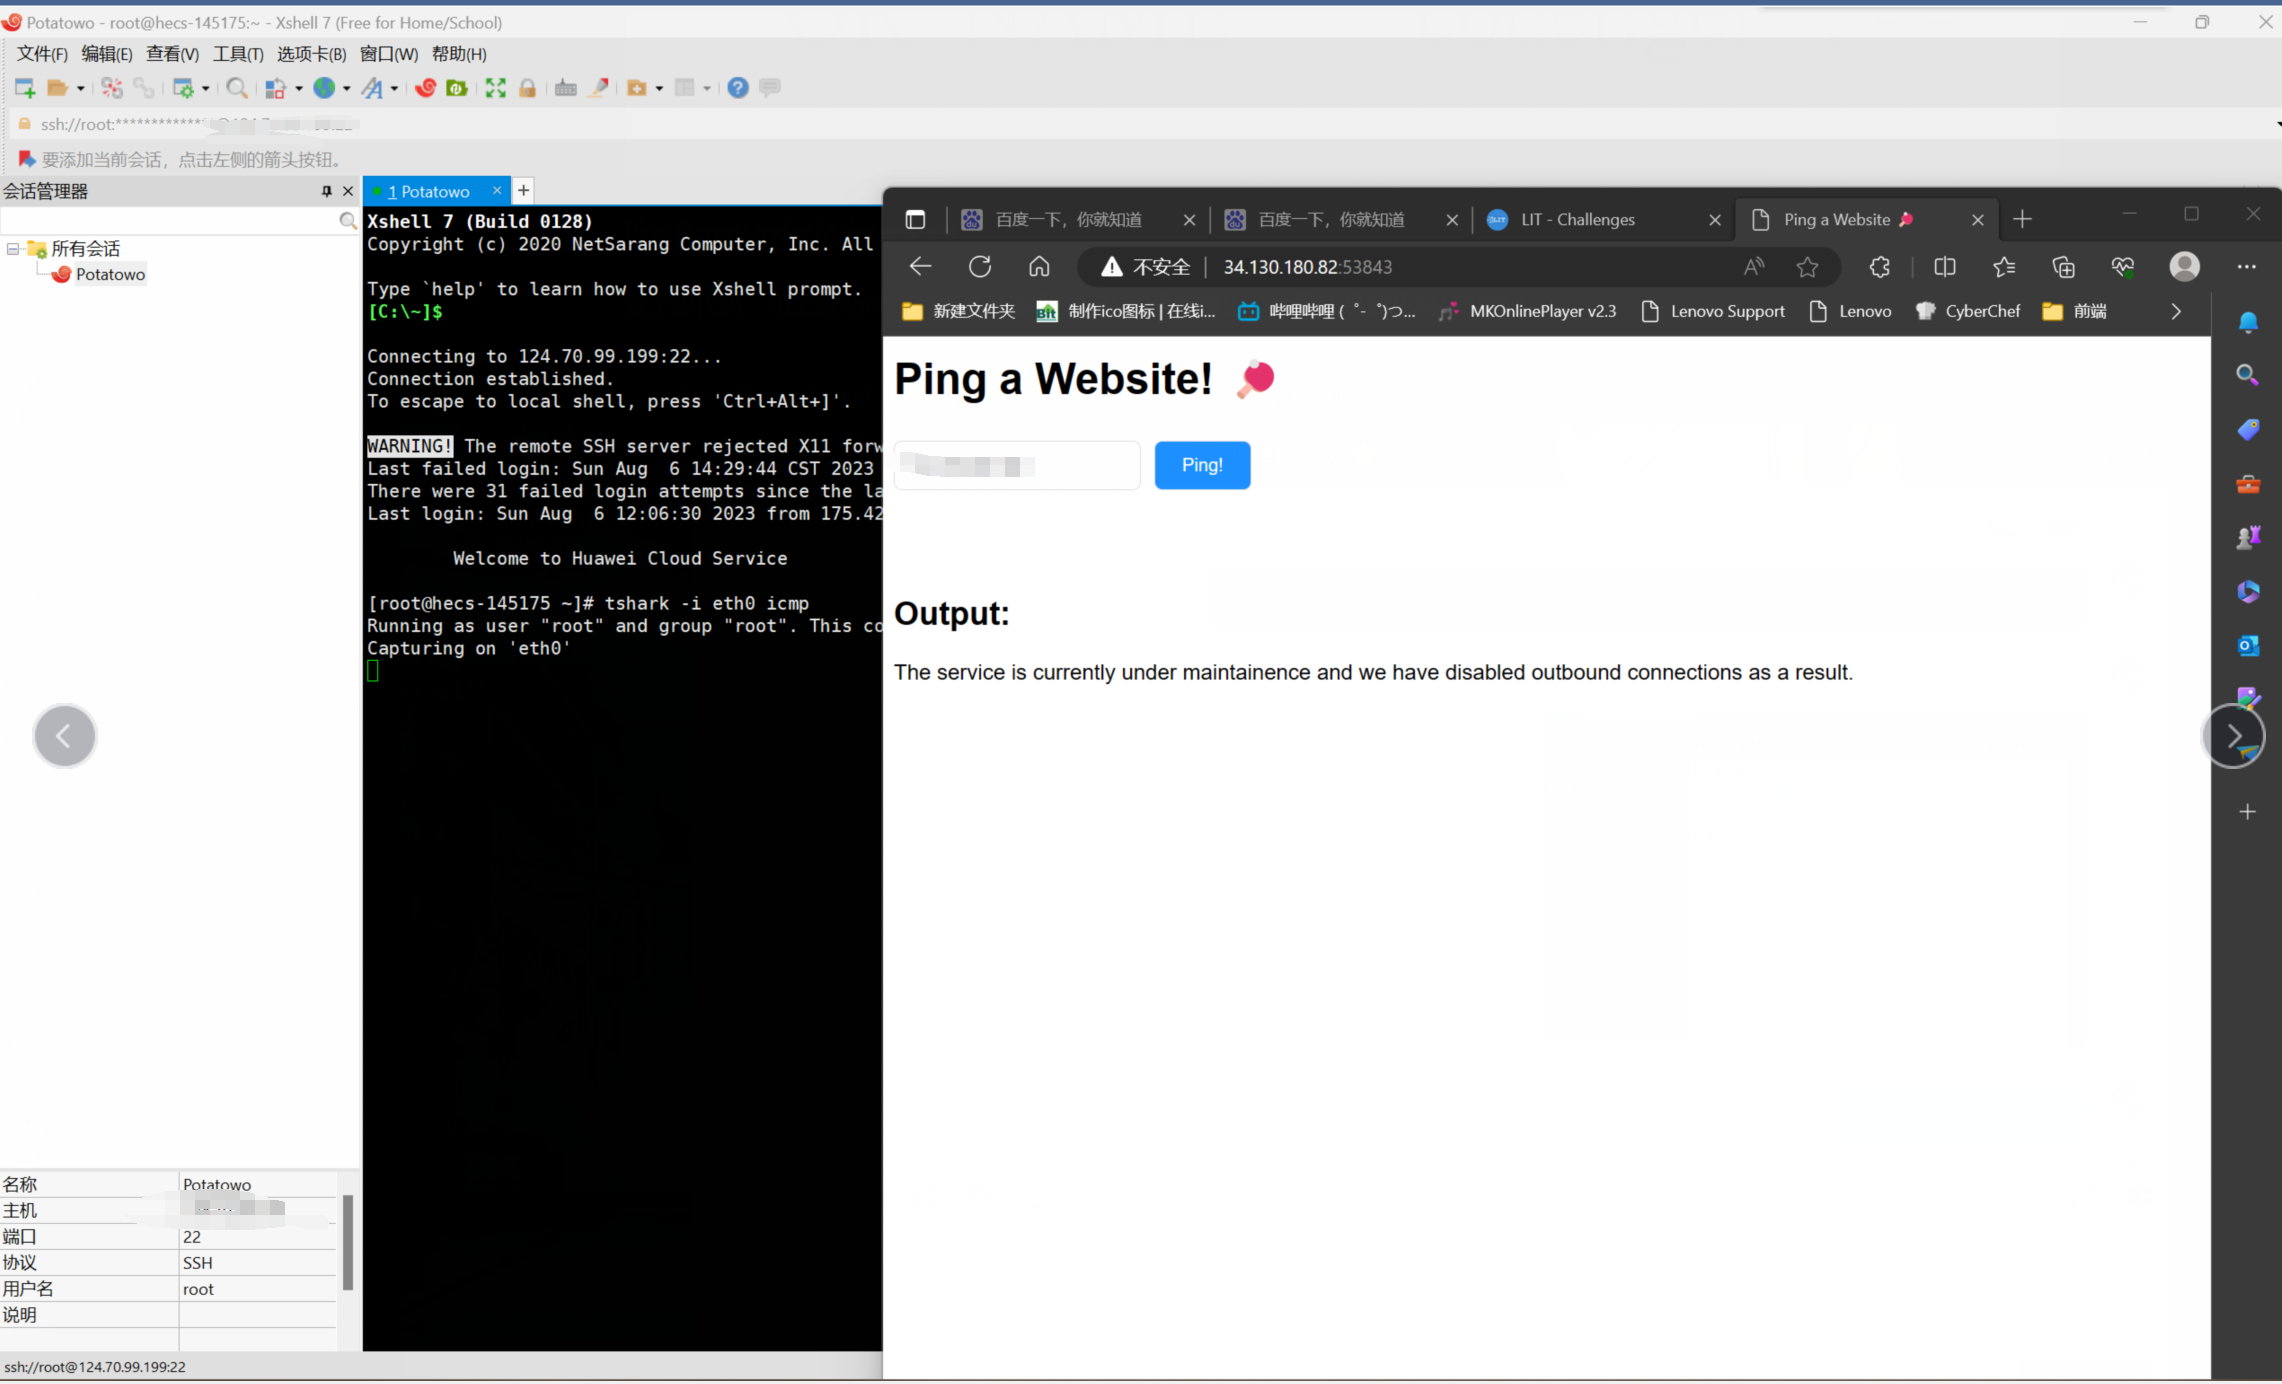 Potatowo - root@hecs-145175:~ - Xshell 7 (Free for Home/School)
文件(F) 编辑(E) 查看(V) 工具(T) 选项卡(B) 窗口(W) 帮助(H)
ssh://root:*************
要添加当前会话，点击左侧的箭头按钮。
会话管理器
所有会话
Potatowo
1 Potatowo
Xshell 7 (Build 0128)
Copyright (c) 2020 NetSarang Computer, Inc. All
Type `help' to learn how to use Xshell prompt.
[C:\~]$
Connecting to 124.70.99.199:22...
Connection established.
To escape to local shell, press 'Ctrl+Alt+]'.
WARNING! The remote SSH server rejected X11 forw
Last failed login: Sun Aug  6 14:29:44 CST 2023
There were 31 failed login attempts since the la
Last login: Sun Aug  6 12:06:30 2023 from 175.42
Welcome to Huawei Cloud Service
[root@hecs-145175 ~]# tshark -i eth0 icmp
Running as user "root" and group "root". This co
Capturing on 'eth0'
百度一下，你就知道
百度一下，你就知道
LIT - Challenges
Ping a Website
不安全 34.130.180.82:53843
新建文件夹
制作ico图标 | 在线i...
哔哩哔哩 ( ゜- ゜)つ...
MKOnlinePlayer v2.3
Lenovo Support
Lenovo
CyberChef
前端
Ping a Website!
Ping!
Output:
The service is currently under maintainence and we have disabled outbound connections as a result.
名称 Potatowo
主机
端口 22
协议 SSH
用户名 root
说明
ssh://root@124.70.99.199:22